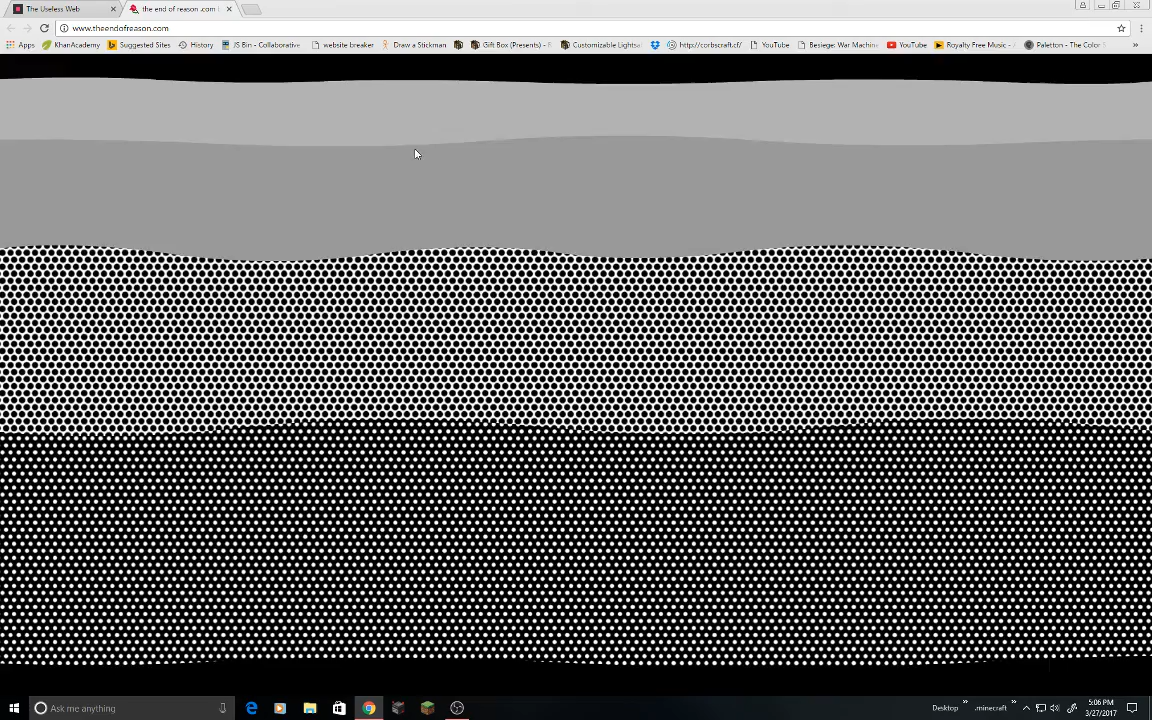 The Useless Web
the end of reason .com
www.theendofreason.com
Apps KhanAcademy Suggested Sites History JS Bin - Collaborative website breaker Draw a Stickman Gift Box (Presents) - Customizable Lightsa http://corbscraft.cf/ YouTube Besiege: War Machin YouTube Royalty Free Music - Paletton - The Color
Ask me anything
Desktop .minecraft
5:06 PM
3/27/2017